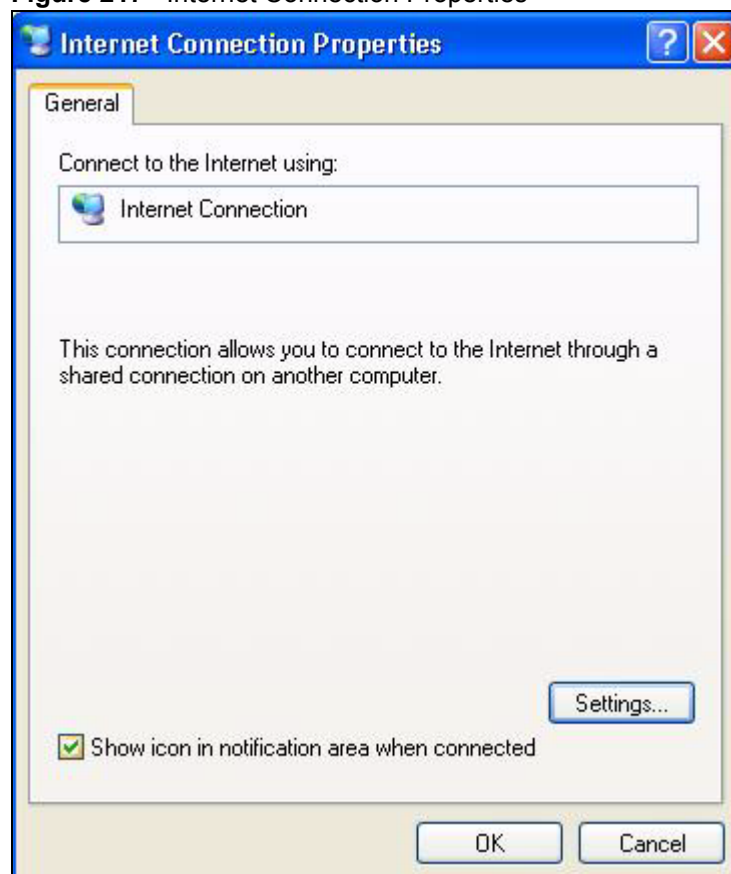 Internet Connection Properties
General
Connect to the Internet using:
Internet Connection
This connection allows you to connect to the Internet through a
shared connection on another computer.
Settings...
Show icon in notification area when connected
OK
Cancel